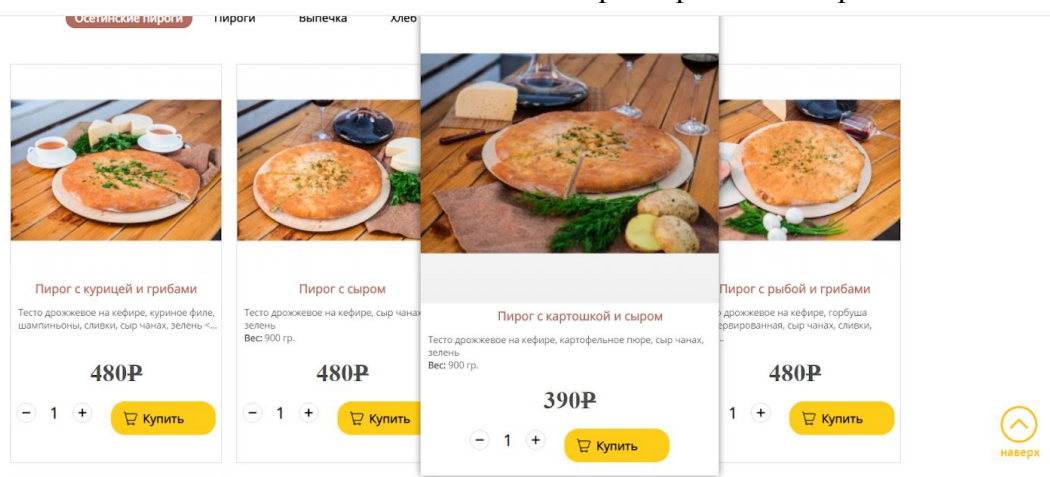 Осетинские пироги Пироги Выпечка Хлеб
Пирог с курицей и грибами
Тесто дрожжевое на кефире, куриное филе,
шампиньоны, сливки, сыр чанах, зелень <...
480₽
− 1 + Купить
Пирог с сыром
Тесто дрожжевое на кефире, сыр чанах
зелень
Вес: 900 гр.
480₽
− 1 + Купить
Пирог с картошкой и сыром
Тесто дрожжевое на кефире, картофельное пюре, сыр чанах,
зелень
Вес: 900 гр.
390₽
− 1 + Купить
Пирог с рыбой и грибами
дрожжевое на кефире, горбуша
сыр чанах, сливки,
480₽
1 + Купить
наверх